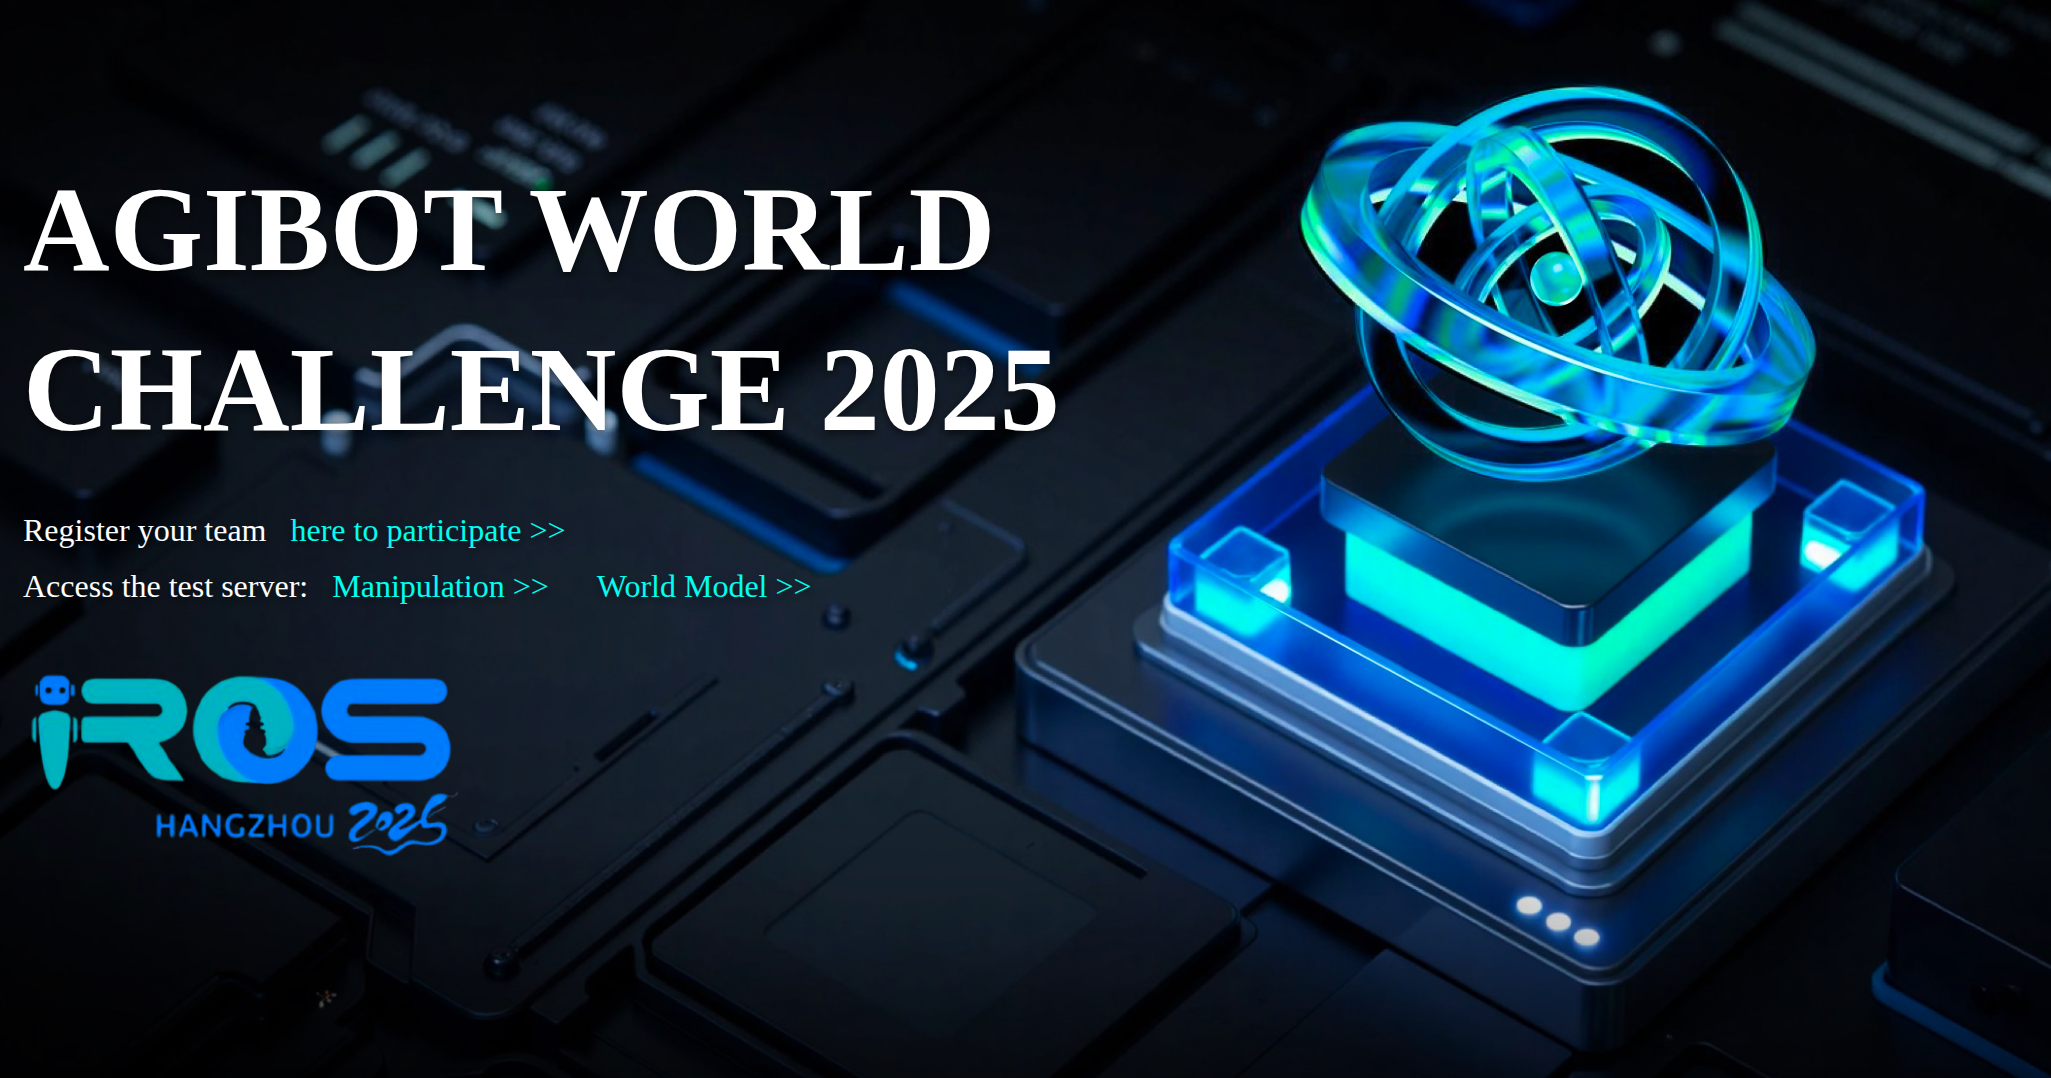 AGIBOT WORLD
CHALLENGE 2025
Register your team here to participate >>
Access the test server: Manipulation >> World Model >>
iROS
HANGZHOU 2025